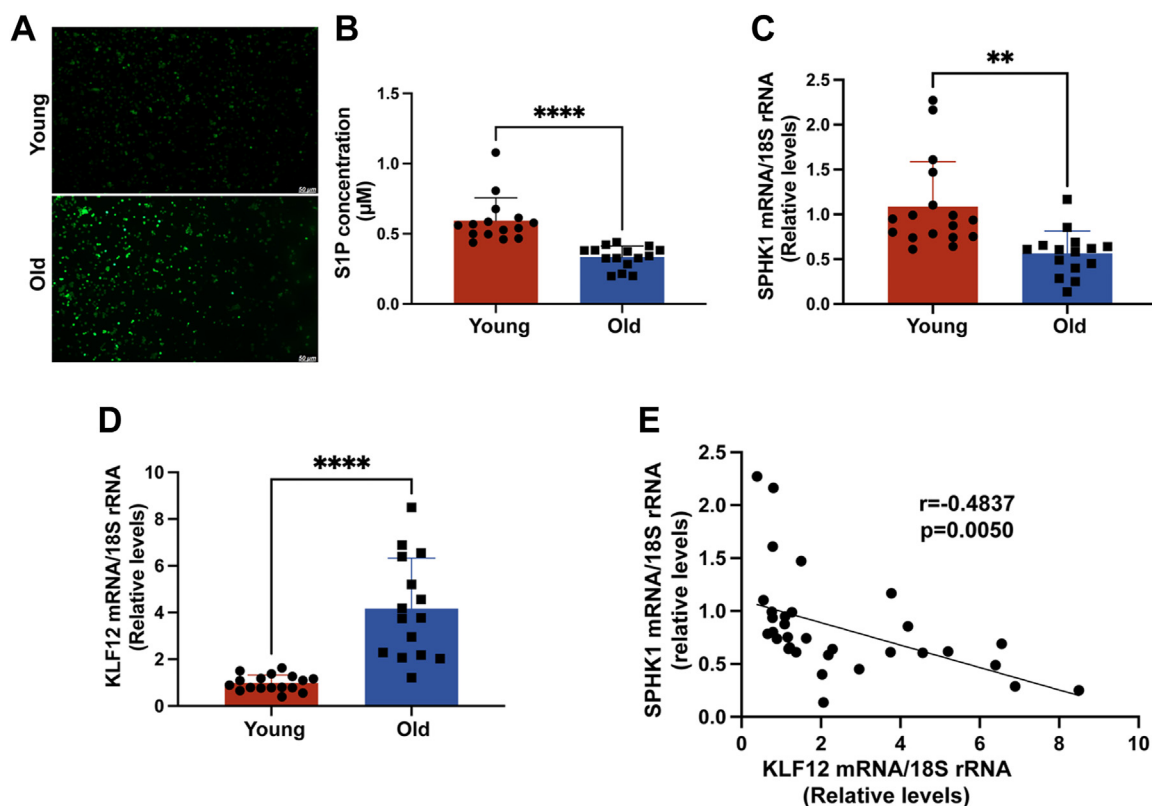 A
Young
50 µm
Old
50 µm
B
S1P concentration
(µM)
1.5
1.0
0.5
0.0
****
Young
Old
C
SPHK1 mRNA/18S rRNA
(Relative levels)
2.5
2.0
1.5
1.0
0.5
0.0
**
Young
Old
D
KLF12 mRNA/18S rRNA
(Relative levels)
10
8
6
4
2
0
****
Young
Old
E
SPHK1 mRNA/18S rRNA
(relative levels)
2.5
2.0
1.5
1.0
0.5
0.0
r=-0.4837
p=0.0050
0
2
4
6
8
10
KLF12 mRNA/18S rRNA
(Relative levels)